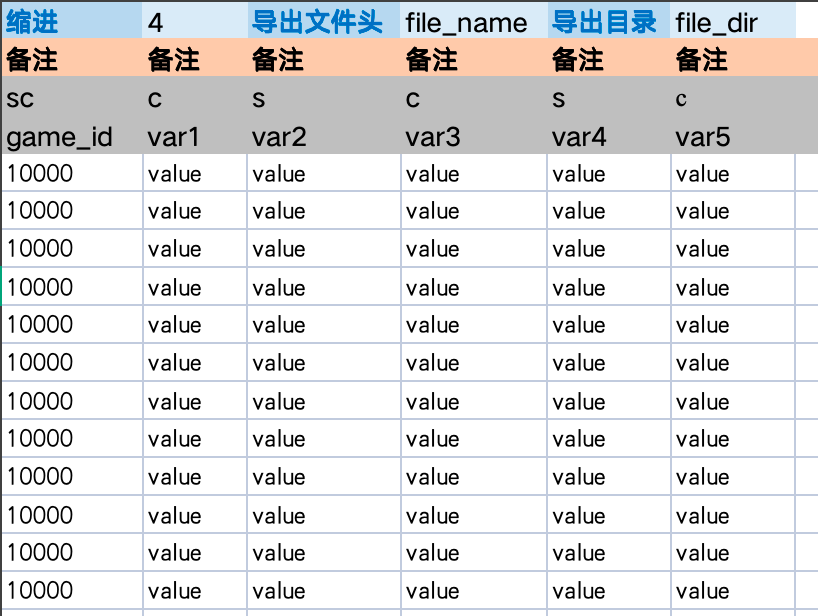 缩进 4 导出文件头 file_name 导出目录 file_dir
备注 备注 备注 备注 备注 备注
sc c s c s c
game_id var1 var2 var3 var4 var5
10000 value value value value value
10000 value value value value value
10000 value value value value value
10000 value value value value value
10000 value value value value value
10000 value value value value value
10000 value value value value value
10000 value value value value value
10000 value value value value value
10000 value value value value value
10000 value value value value value
10000 value value value value value